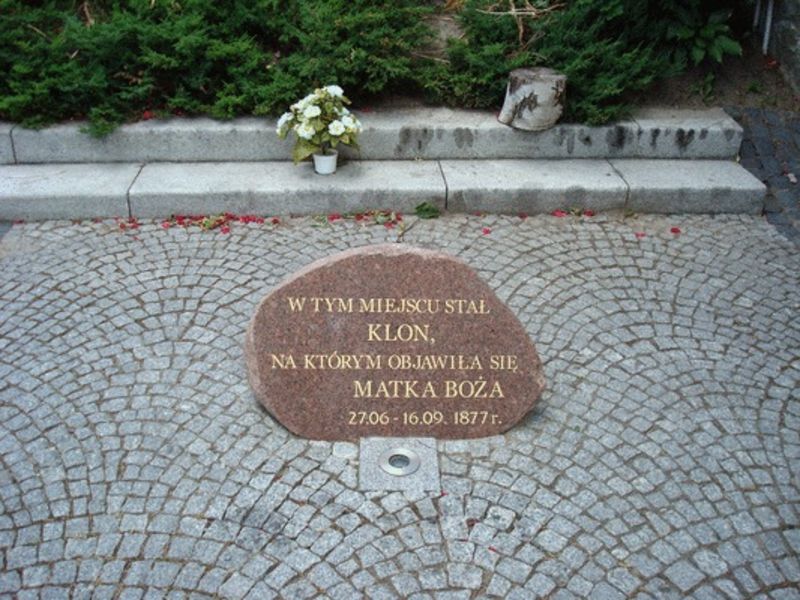 W TYM MIEJSCU STAŁ
KLON,
NA KTÓRYM OBJAWIŁA SIĘ
MATKA BOŻA
27.06 - 16.09. 1877 r.